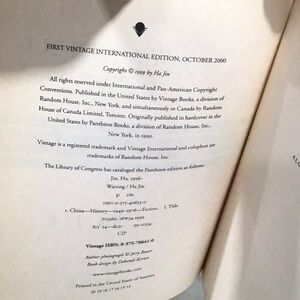 FIRST VINTAGE INTERNATIONAL EDITION, OCTOBER 2000
Copyright © 1999 by Ha Jin
All rights reserved under International and Pan-American Copyright
Conventions. Published in the United States by Vintage Books, a division of
Random House, Inc., New York, and simultaneously in Canada by Random
House of Canada Limited, Toronto. Originally published in hardcover in the
United States by Pantheon Books, a division of Random House, Inc., New
York, in 1999.
Vintage is a registered trademark and Vintage International and colophon are
trademarks of Random House, Inc.
The Library of Congress has cataloged the Pantheon edition as follows:
Jin, Ha, 1956–
Waiting / Ha Jin
p. cm.
ISBN 0-375-40653-0
1. China—History—1949–1976—Fiction. I. Title.
CIP
Vintage ISBN: 0-375-70641-0
Author photograph © Jerry Bauer
Book design by Deborah Kerner
www.vintagebooks.com
Printed in the United States of America